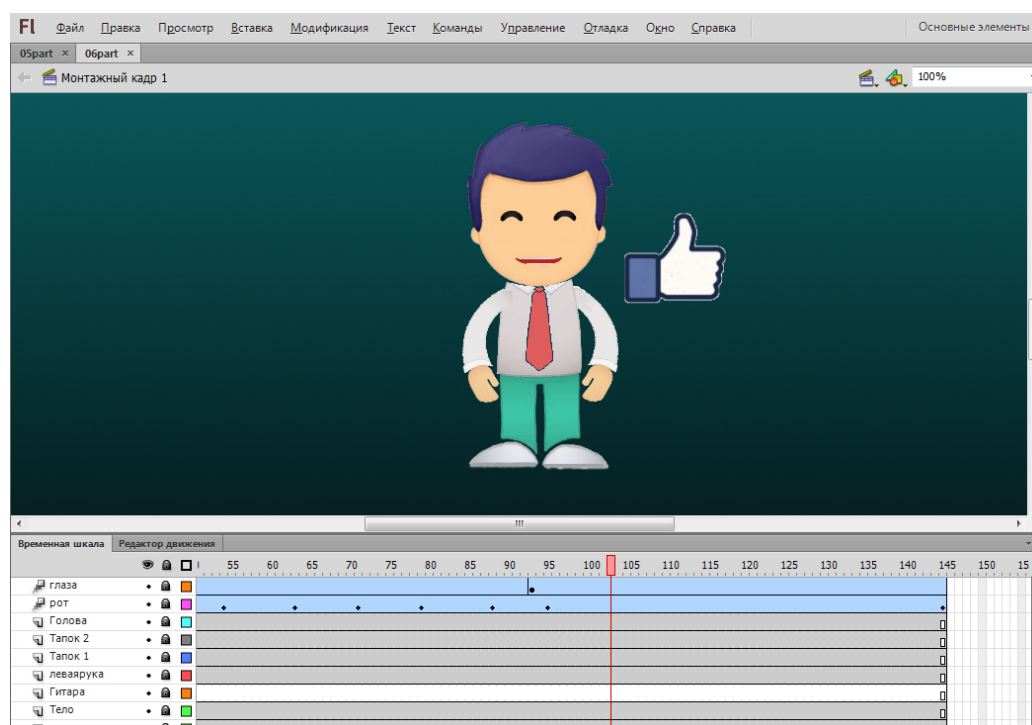 Fl Файл Правка Просмотр Вставка Модификация Текст Команды Управление Отладка Окно Справка Основные элементы
05part × 06part ×
Монтажный кадр 1 100%
Временная шкала Редактор движения
55 60 65 70 75 80 85 90 95 100 105 110 115 120 125 130 135 140 145 150 15
глаза
рот
Голова
Тапок 2
Тапок 1
леваярука
Гитара
Тело